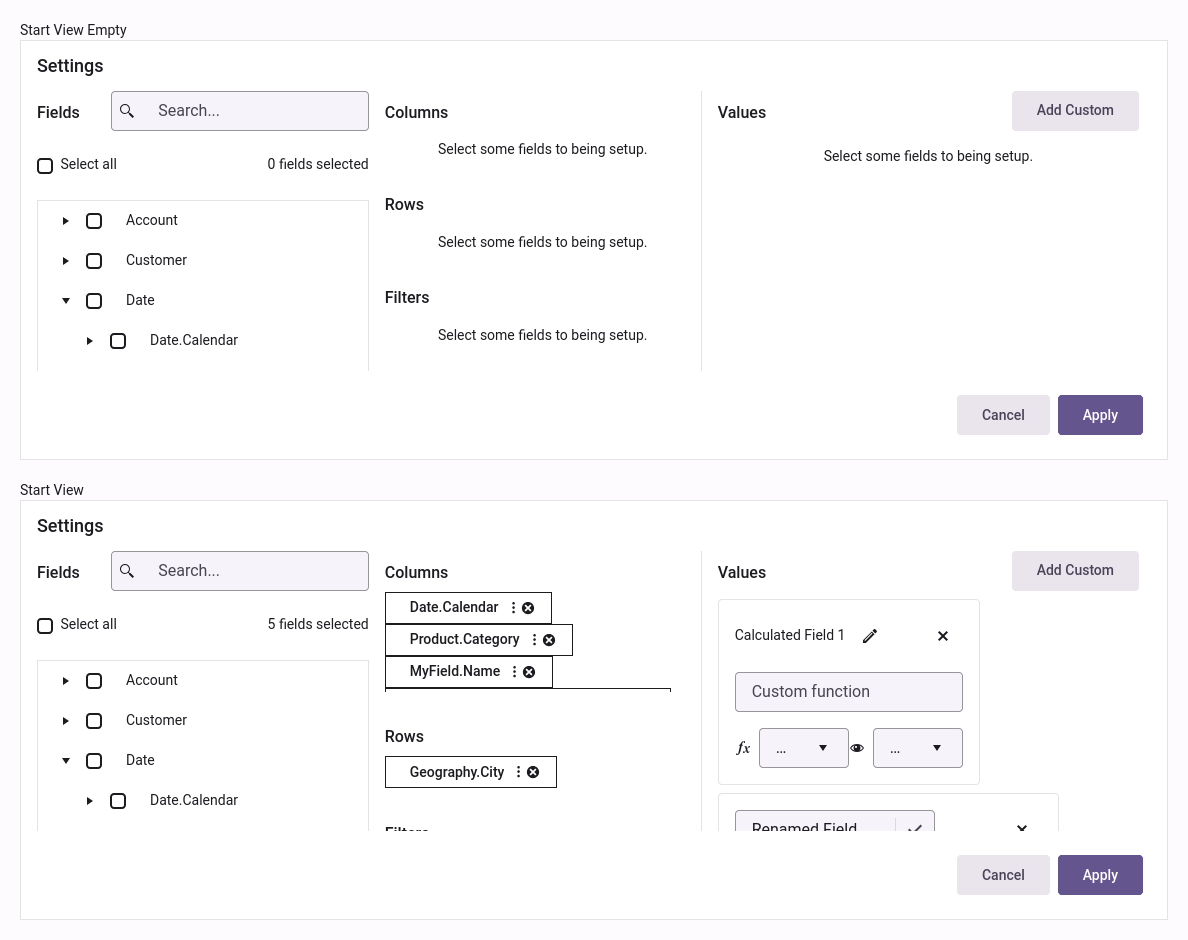 Start View Empty
Settings
Fields
Search...
Select all
0 fields selected
Account
Customer
Date
Date.Calendar
Columns
Select some fields to being setup.
Rows
Select some fields to being setup.
Filters
Select some fields to being setup.
Values
Add Custom
Select some fields to being setup.
Cancel
Apply
Start View
Settings
Fields
Search...
Select all
5 fields selected
Account
Customer
Date
Date.Calendar
Columns
Date.Calendar
Product.Category
MyField.Name
Rows
Geography.City
Filters
Values
Add Custom
Calculated Field 1
Custom function
fx
...
...
Renamed Field
Cancel
Apply